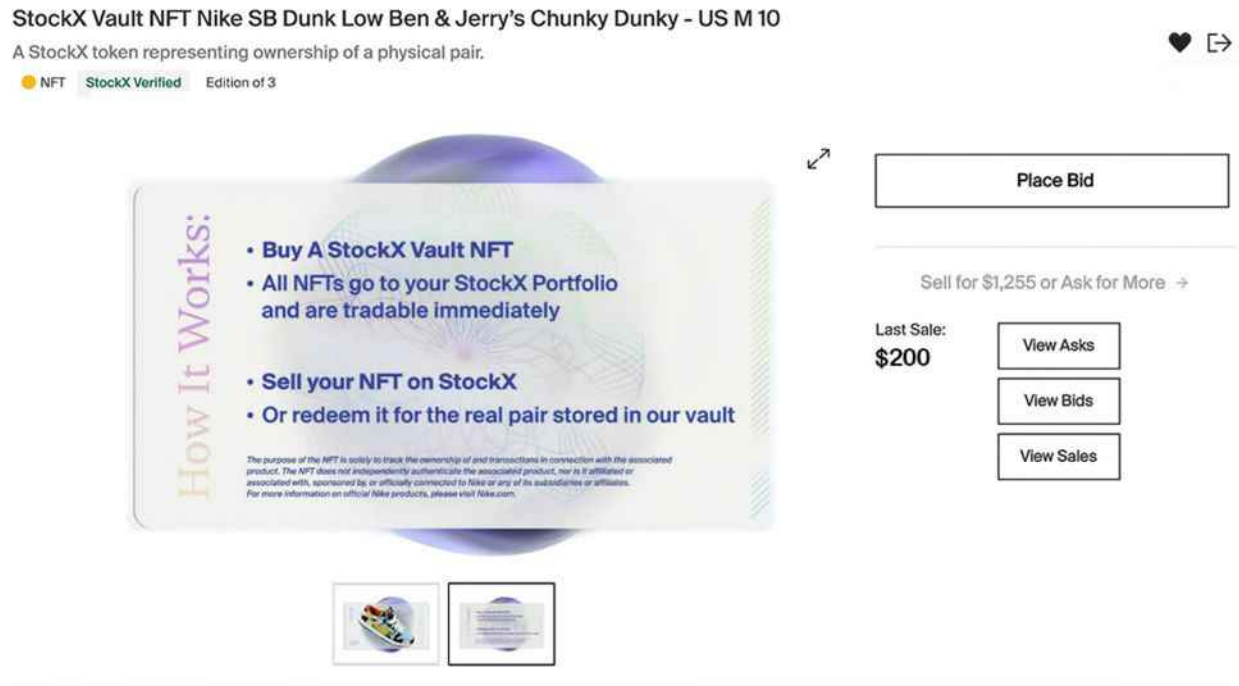 StockX Vault NFT Nike SB Dunk Low Ben & Jerry’s Chunky Dunky - US M 10
A StockX token representing ownership of a physical pair.
NFT StockX Verified Edition of 3
How It Works:
• Buy A StockX Vault NFT
• All NFTs go to your StockX Portfolio
and are tradable immediately
• Sell your NFT on StockX
• Or redeem it for the real pair stored in our vault
The purpose of the NFT is solely to track the ownership of and transactions in connection with the associated
product. The NFT does not independently authenticate the associated product, nor is it affiliated or
associated with, sponsored by, or officially connected to Nike or any of its subsidiaries or affiliates.
For more information on official Nike products, please visit Nike.com.
Place Bid
Sell for $1,255 or Ask for More →
Last Sale:
$200
View Asks
View Bids
View Sales